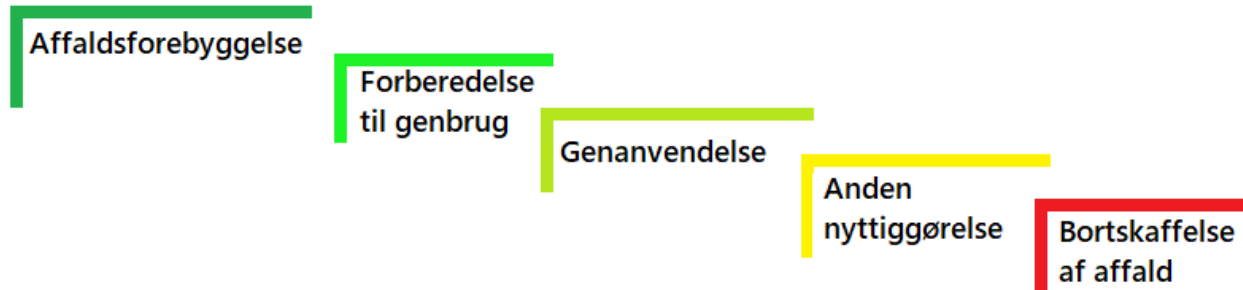 Affaldsforebyggelse
Forberedelse
til genbrug
Genanvendelse
Anden
nyttiggørelse
Bortskaffelse
af affald